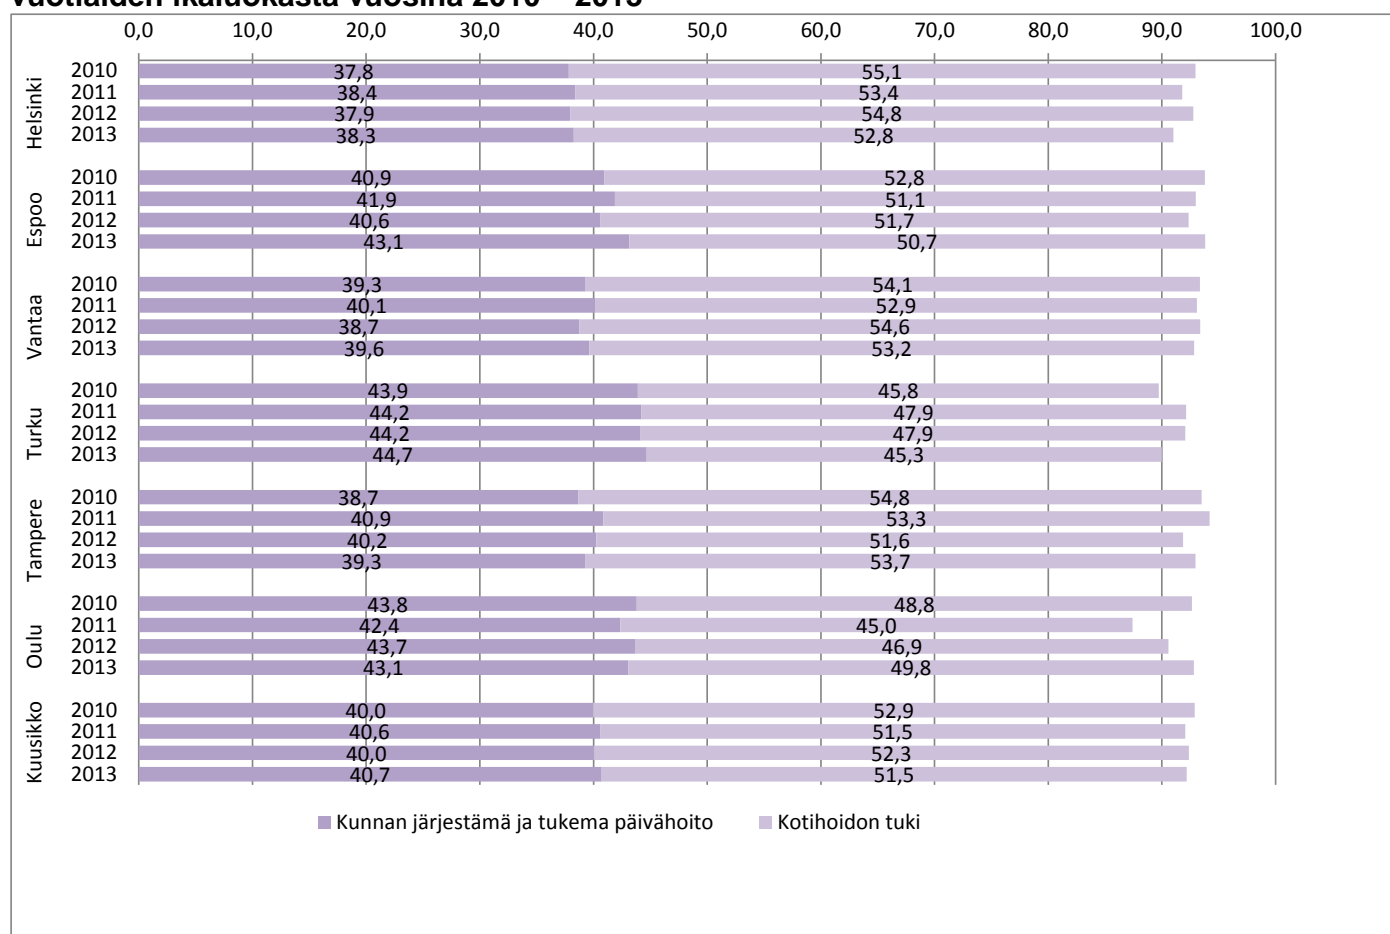 vuotiaiden ikäluokasta vuosina 2010 – 2013
0,0 10,0 20,0 30,0 40,0 50,0 60,0 70,0 80,0 90,0 100,0
Helsinki
2010 37,8 55,1
2011 38,4 53,4
2012 37,9 54,8
2013 38,3 52,8
Espoo
2010 40,9 52,8
2011 41,9 51,1
2012 40,6 51,7
2013 43,1 50,7
Vantaa
2010 39,3 54,1
2011 40,1 52,9
2012 38,7 54,6
2013 39,6 53,2
Turku
2010 43,9 45,8
2011 44,2 47,9
2012 44,2 47,9
2013 44,7 45,3
Tampere
2010 38,7 54,8
2011 40,9 53,3
2012 40,2 51,6
2013 39,3 53,7
Oulu
2010 43,8 48,8
2011 42,4 45,0
2012 43,7 46,9
2013 43,1 49,8
Kuusikko
2010 40,0 52,9
2011 40,6 51,5
2012 40,0 52,3
2013 40,7 51,5
Kunnan järjestämä ja tukema päivähoito Kotihoidon tuki